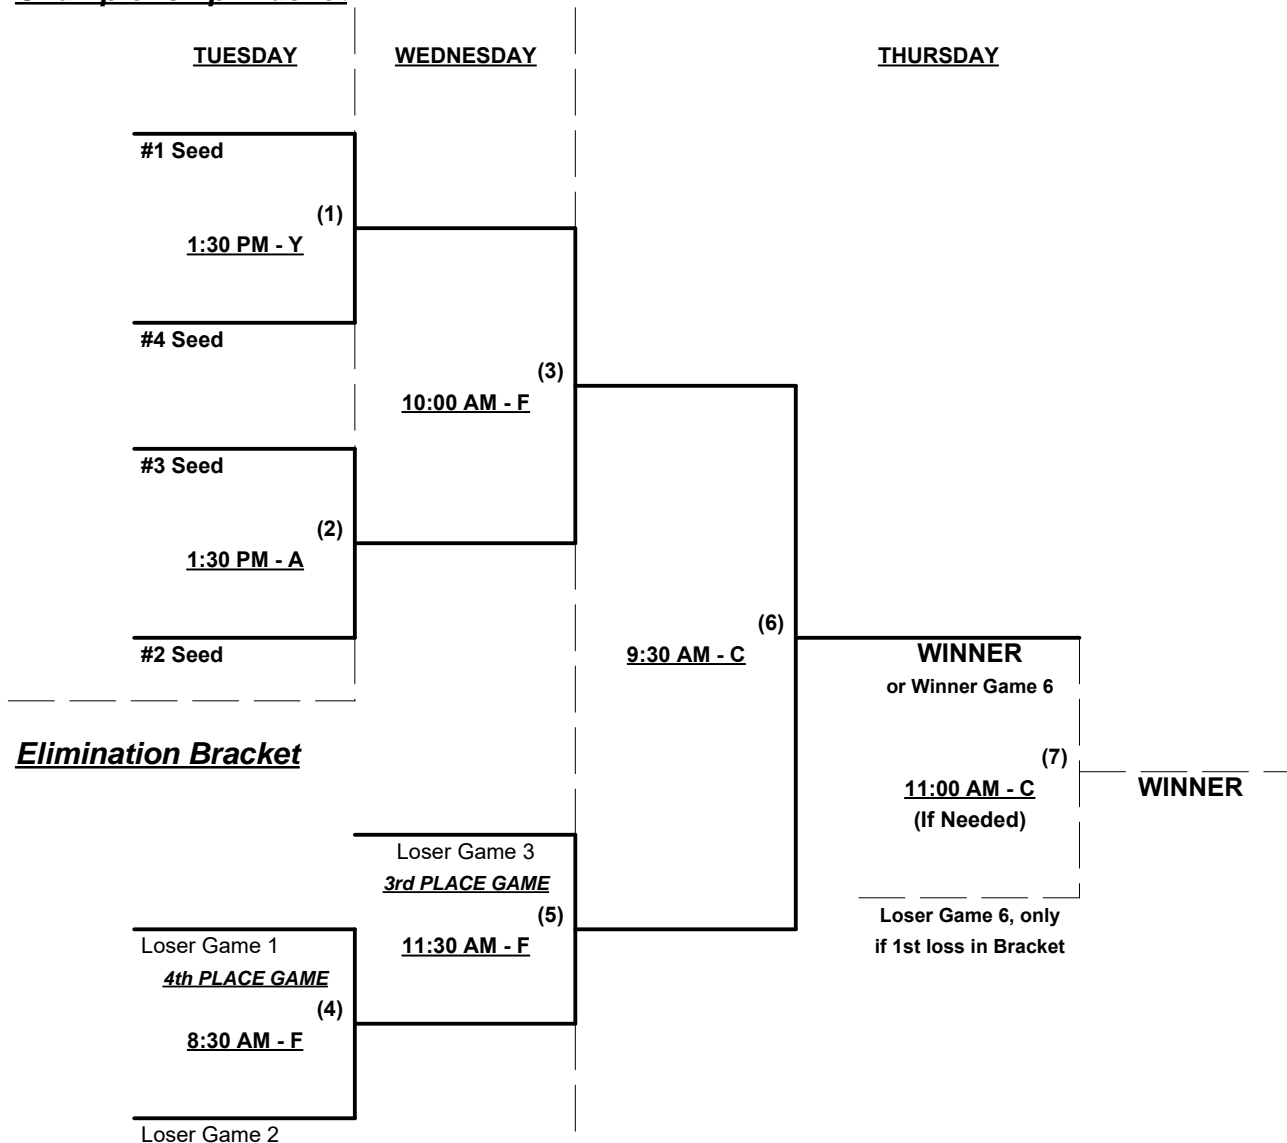 TUESDAY
WEDNESDAY
THURSDAY
#1 Seed
(1)
1:30 PM - Y
#4 Seed
(3)
10:00 AM - F
#3 Seed
(2)
1:30 PM - A
#2 Seed
(6)
9:30 AM - C
WINNER
or Winner Game 6
Elimination Bracket
(7)
11:00 AM - C
(If Needed)
WINNER
Loser Game 3
3rd PLACE GAME
(5)
11:30 AM - F
Loser Game 6, only
if 1st loss in Bracket
Loser Game 1
4th PLACE GAME
(4)
8:30 AM - F
Loser Game 2